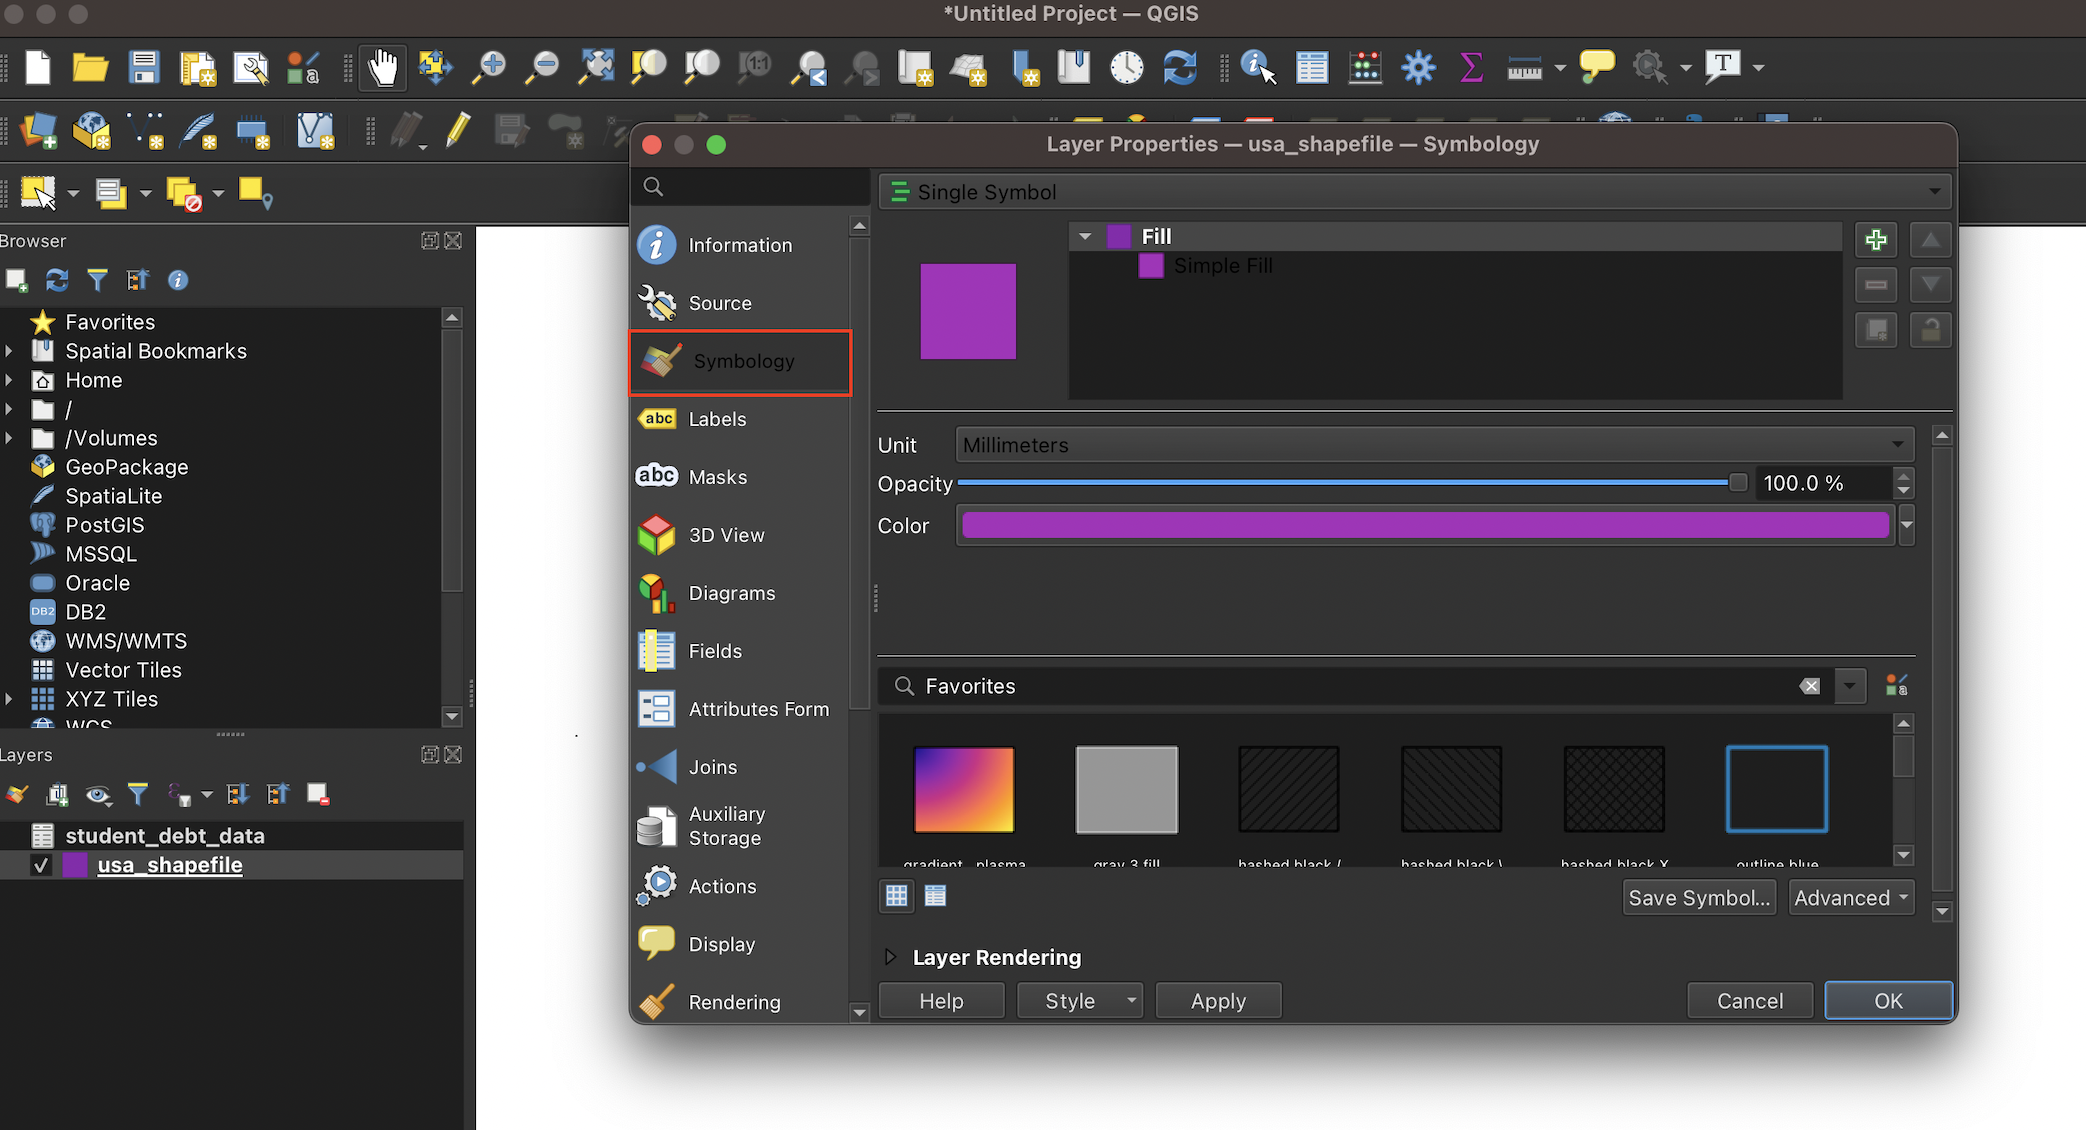 *Untitled Project — QGIS
Layer Properties — usa_shapefile — Symbology
Browser
Favorites
Spatial Bookmarks
Home
/
/Volumes
GeoPackage
SpatiaLite
PostGIS
MSSQL
Oracle
DB2
DB2
WMS/WMTS
Vector Tiles
XYZ Tiles
WCS
Layers
student_debt_data
usa_shapefile
Information
Source
Symbology
abc
Labels
abc
Masks
3D View
Diagrams
Fields
Attributes Form
Joins
Auxiliary
Storage
Actions
Display
Rendering
Single Symbol
Fill
Simple Fill
Unit
Millimeters
Opacity
100.0 %
Color
Favorites
gradient plasma
gray 3 fill
hashed black /
hashed black \
hashed black X
outline blue
Save Symbol...
Advanced
Layer Rendering
Help
Style
Apply
Cancel
OK